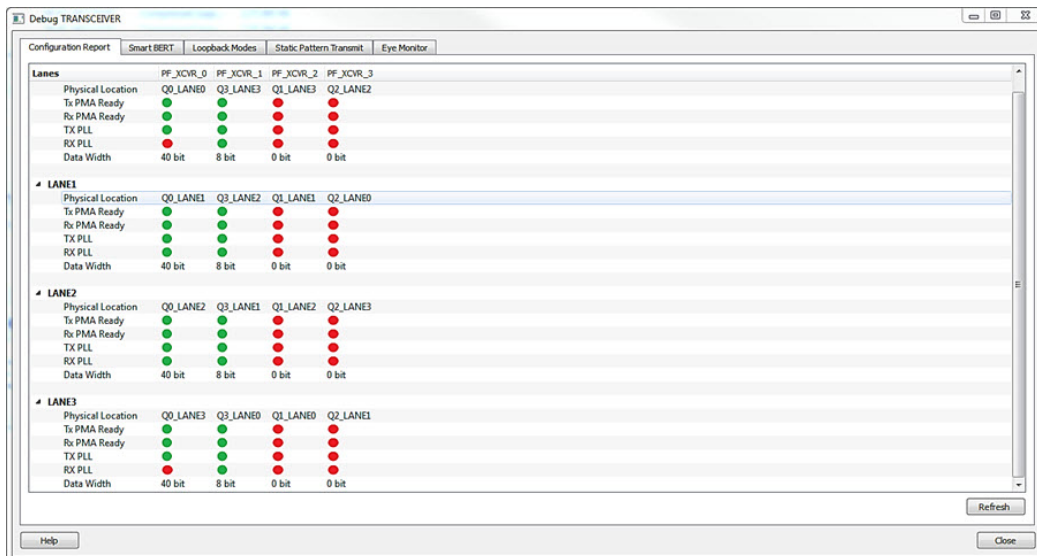 Debug TRANSCEIVER
Configuration Report Smart BERT Loopback Modes Static Pattern Transmit Eye Monitor
Lanes PF_XCVR_0 PF_XCVR_1 PF_XCVR_2 PF_XCVR_3
Physical Location Q0_LANE0 Q3_LANE3 Q1_LANE3 Q2_LANE2
Tx PMA Ready
Rx PMA Ready
TX PLL
RX PLL
Data Width 40 bit 8 bit 0 bit 0 bit
LANE1
Physical Location Q0_LANE1 Q3_LANE2 Q1_LANE1 Q2_LANE0
Tx PMA Ready
Rx PMA Ready
TX PLL
RX PLL
Data Width 40 bit 8 bit 0 bit 0 bit
LANE2
Physical Location Q0_LANE2 Q3_LANE1 Q1_LANE2 Q2_LANE3
Tx PMA Ready
Rx PMA Ready
TX PLL
RX PLL
Data Width 40 bit 8 bit 0 bit 0 bit
LANE3
Physical Location Q0_LANE3 Q3_LANE0 Q1_LANE0 Q2_LANE1
Tx PMA Ready
Rx PMA Ready
TX PLL
RX PLL
Data Width 40 bit 8 bit 0 bit 0 bit
Refresh
Help Close